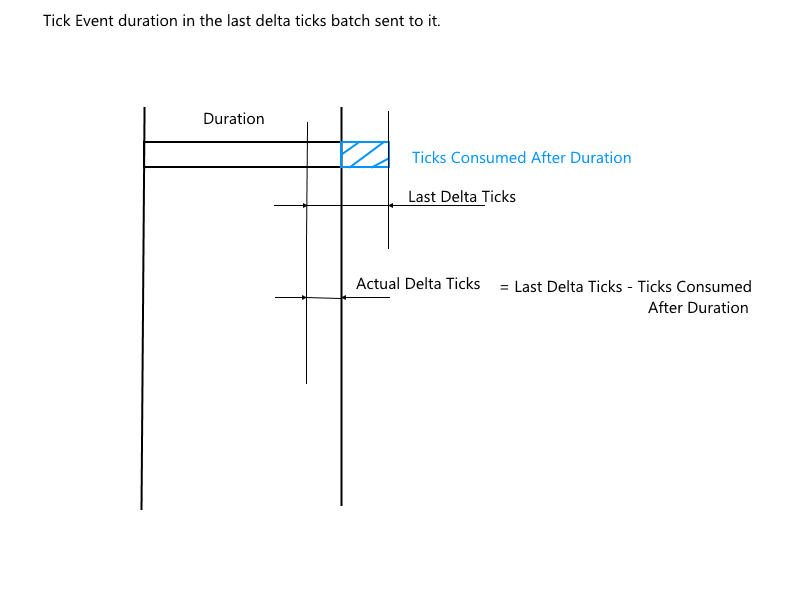 Tick Event duration in the last delta ticks batch sent to it.
Duration
Ticks Consumed After Duration
Last Delta Ticks
Actual Delta Ticks = Last Delta Ticks - Ticks Consumed
After Duration